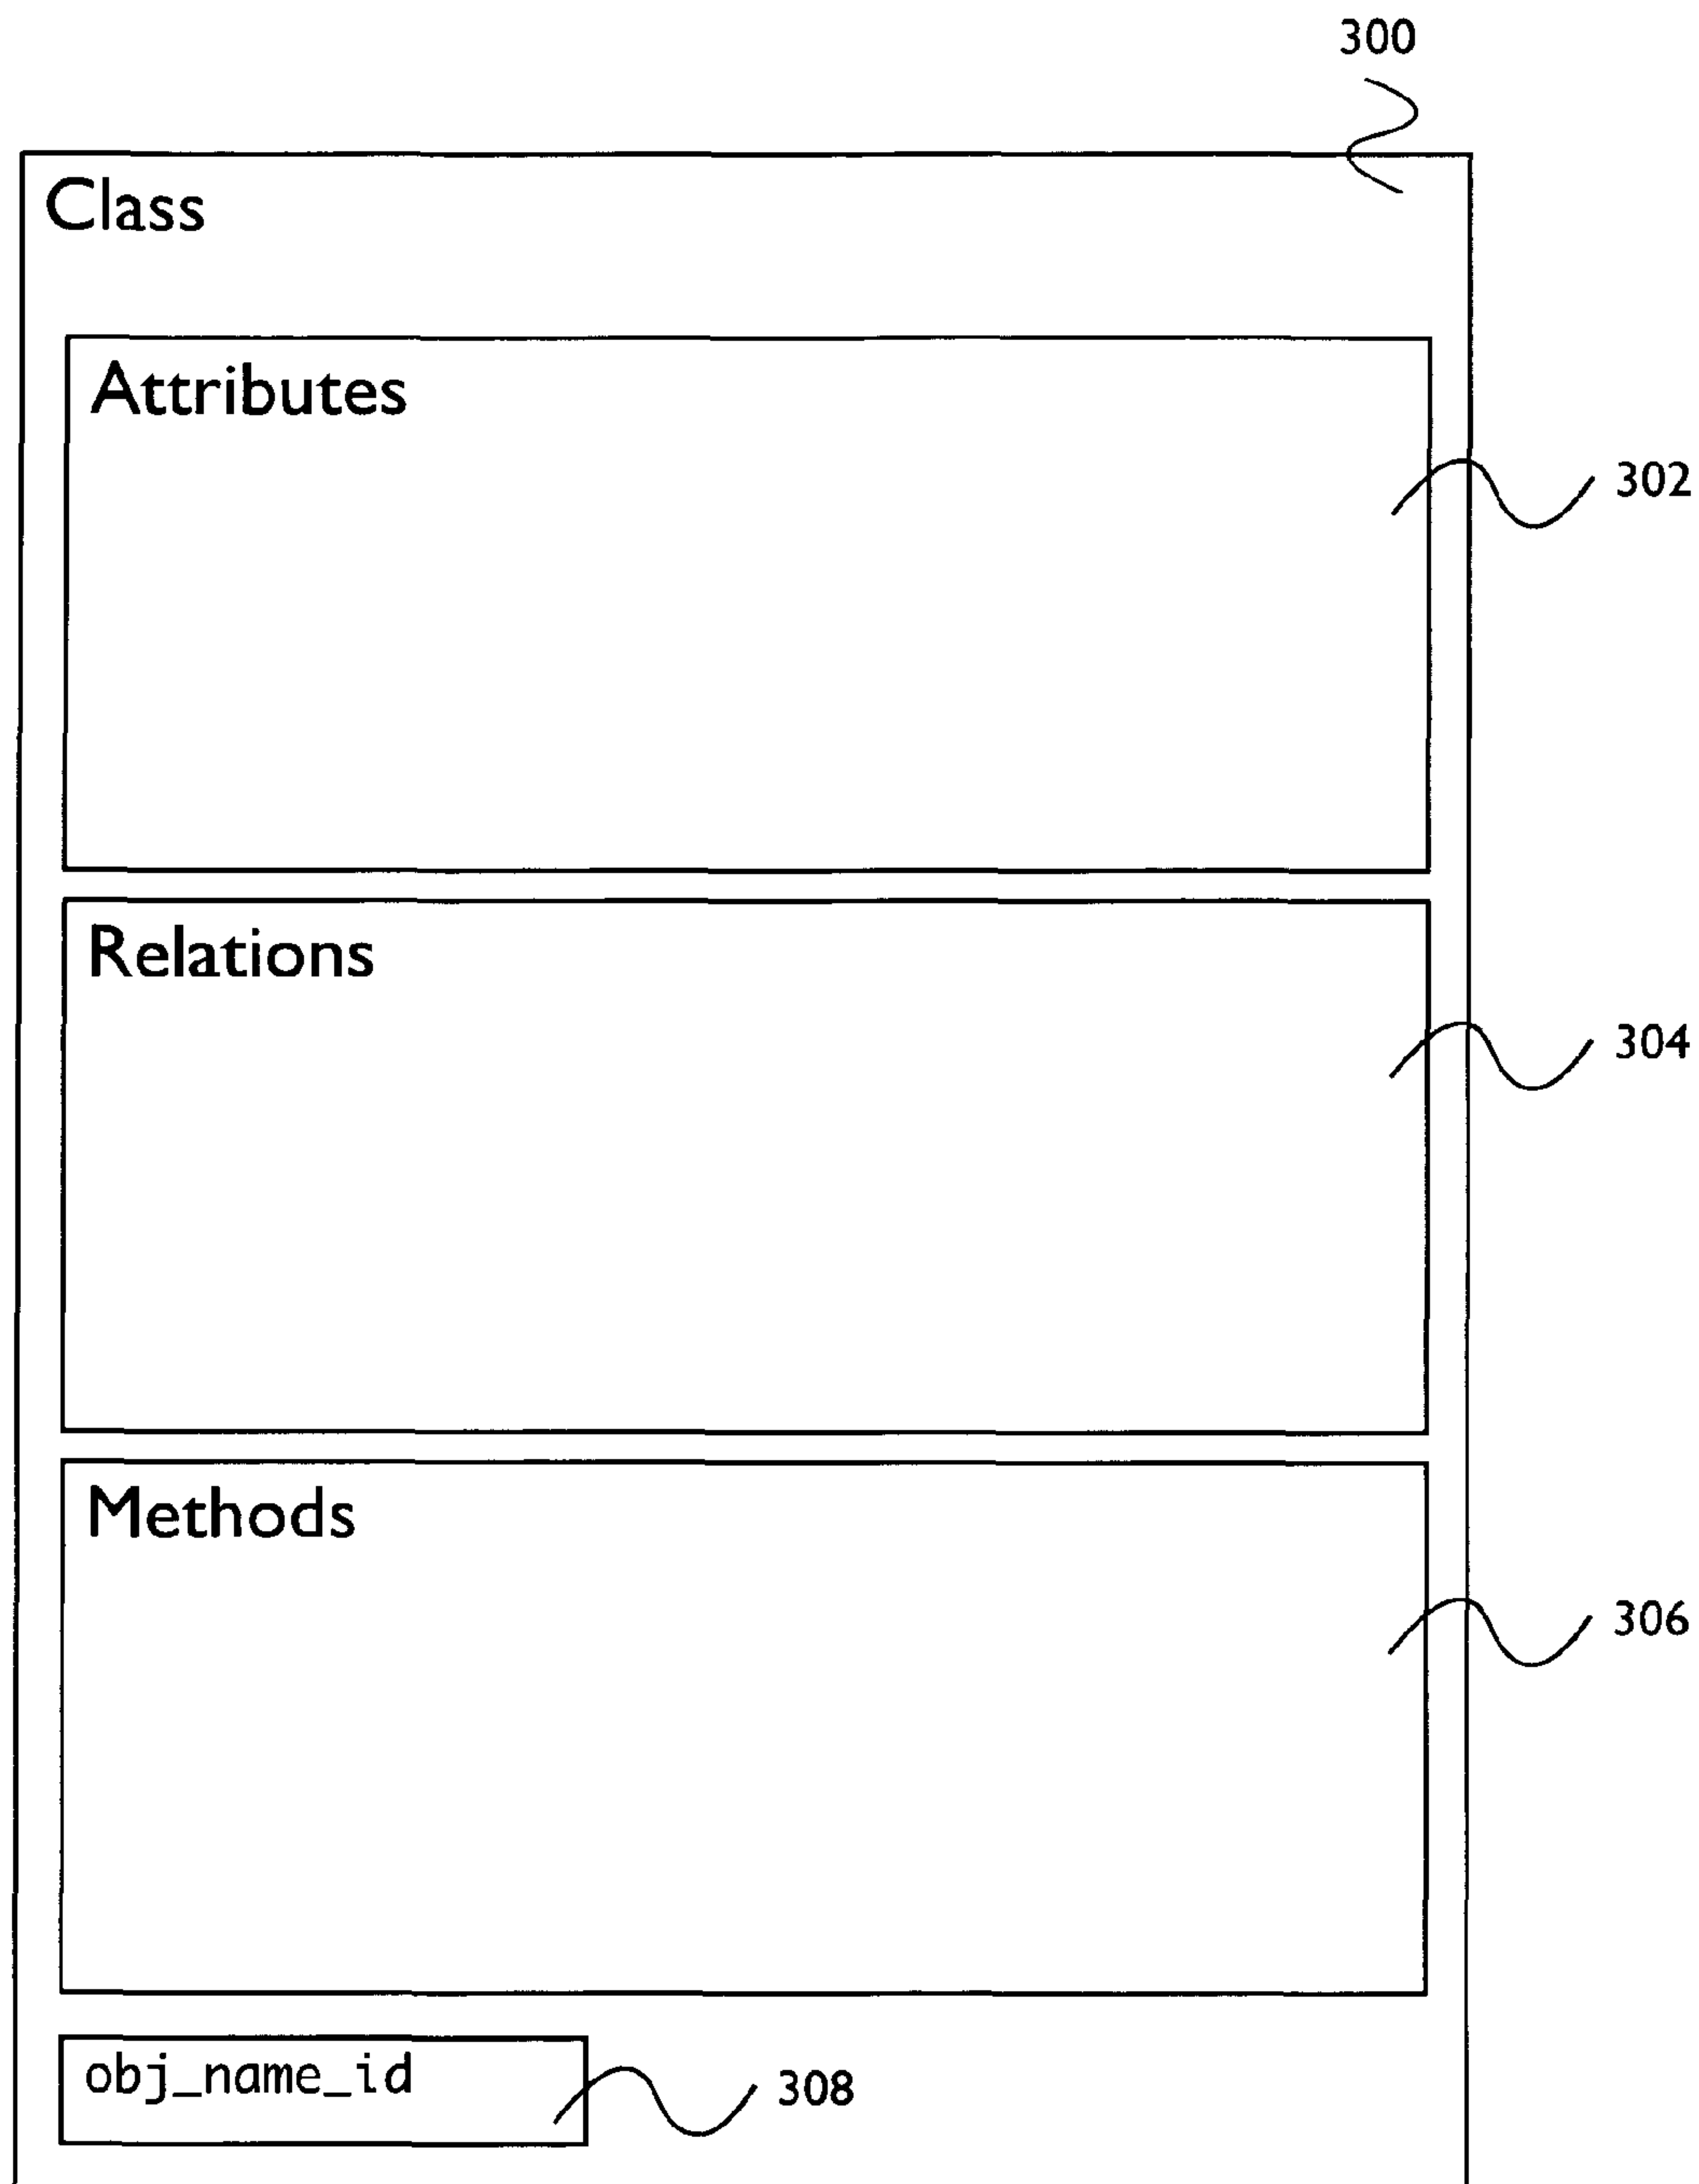 300
Class
Attributes
302
Relations
304
Methods
306
obj_name_id
308